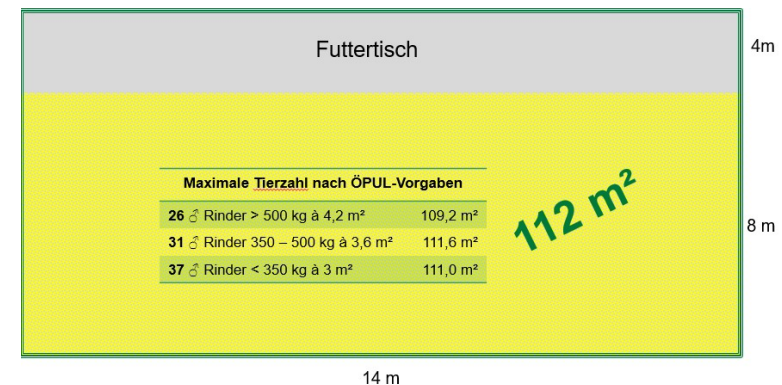 Futtertisch
4m
Maximale Tierzahl nach ÖPUL-Vorgaben
26 ♂ Rinder > 500 kg à 4,2 m² 109,2 m²
31 ♂ Rinder 350 – 500 kg à 3,6 m² 111,6 m²
37 ♂ Rinder < 350 kg à 3 m² 111,0 m²
112 m²
8 m
14 m